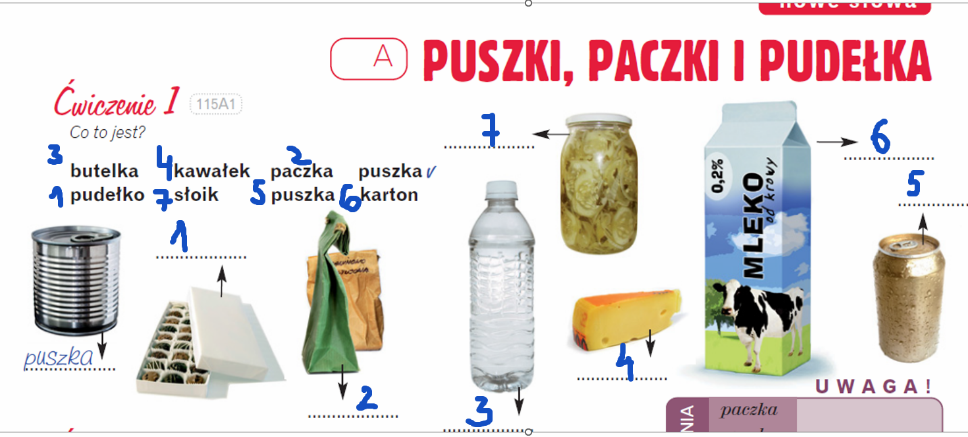 nowe słowa
A PUSZKI, PACZKI I PUDEŁKA
Ćwiczenie 1 115A1
Co to jest?
3 butelka 4 kawałek 2 paczka puszka ✓
1 pudełko 7 słoik 5 puszka 6 karton
7
6
5
1
0,2%
MLEKO
od krowy
puszka
4
2
3
UWAGA!
paczka